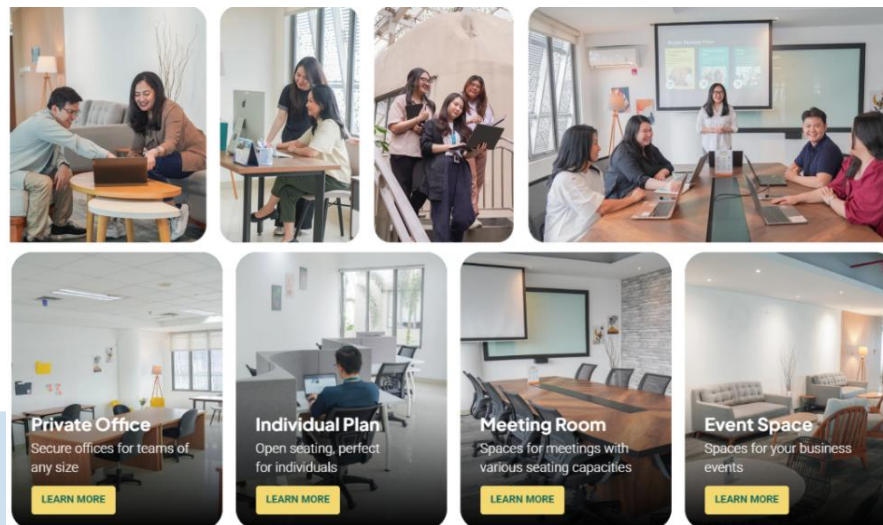 Private Office
Secure offices for teams of
any size
LEARN MORE
Individual Plan
Open seating, perfect
for individuals
LEARN MORE
Meeting Room
Spaces for meetings with
various seating capacities
LEARN MORE
Event Space
Spaces for your business
events
LEARN MORE